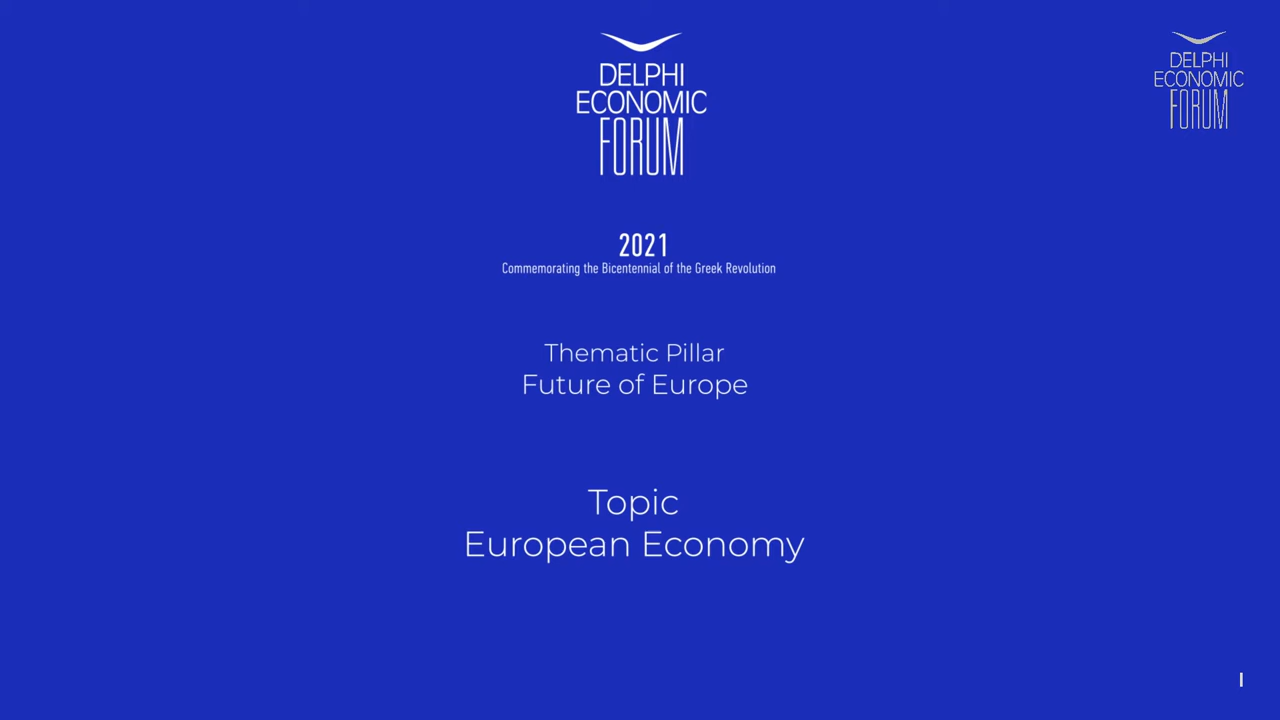 DELPHI
ECONOMIC
FORUM
DELPHI
ECONOMIC
FORUM
2021
Commemorating the Bicentennial of the Greek Revolution
Thematic Pillar
Future of Europe
Topic
European Economy